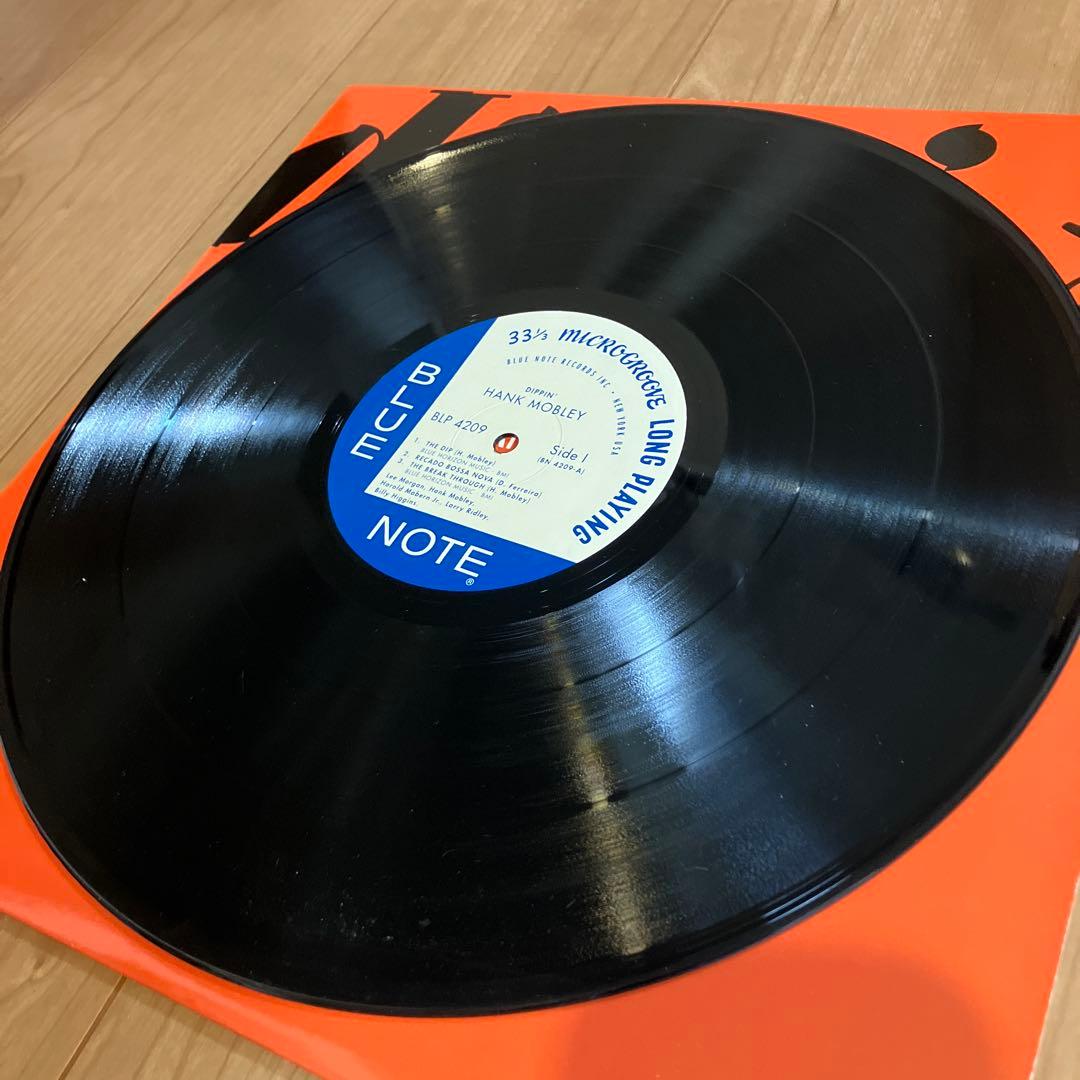 33⅓ MICROGROOVE LONG PLAYING
BLUE NOTE RECORDS INC • NEW YORK USA
DIPPIN'
HANK MOBLEY
BLP 4209
Side I
(BN 4209-A)
1. THE DIP (H. Mobley)
BLUE HORIZON MUSIC BMI
2. RECADO BOSSA NOVA (D. Ferreira)
3. THE BREAK THROUGH (H. Mobley)
BLUE HORIZON MUSIC BMI
Lee Morgan, Hank Mobley,
Harold Mabern Jr, Larry Ridley,
Billy Higgins.
BLUE
NOTE®